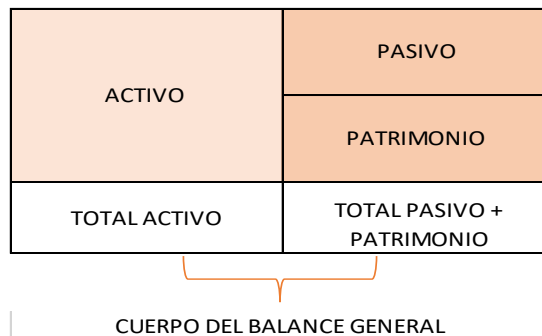 ACTIVO
PASIVO
PATRIMONIO
TOTAL ACTIVO
TOTAL PASIVO +
PATRIMONIO
CUERPO DEL BALANCE GENERAL